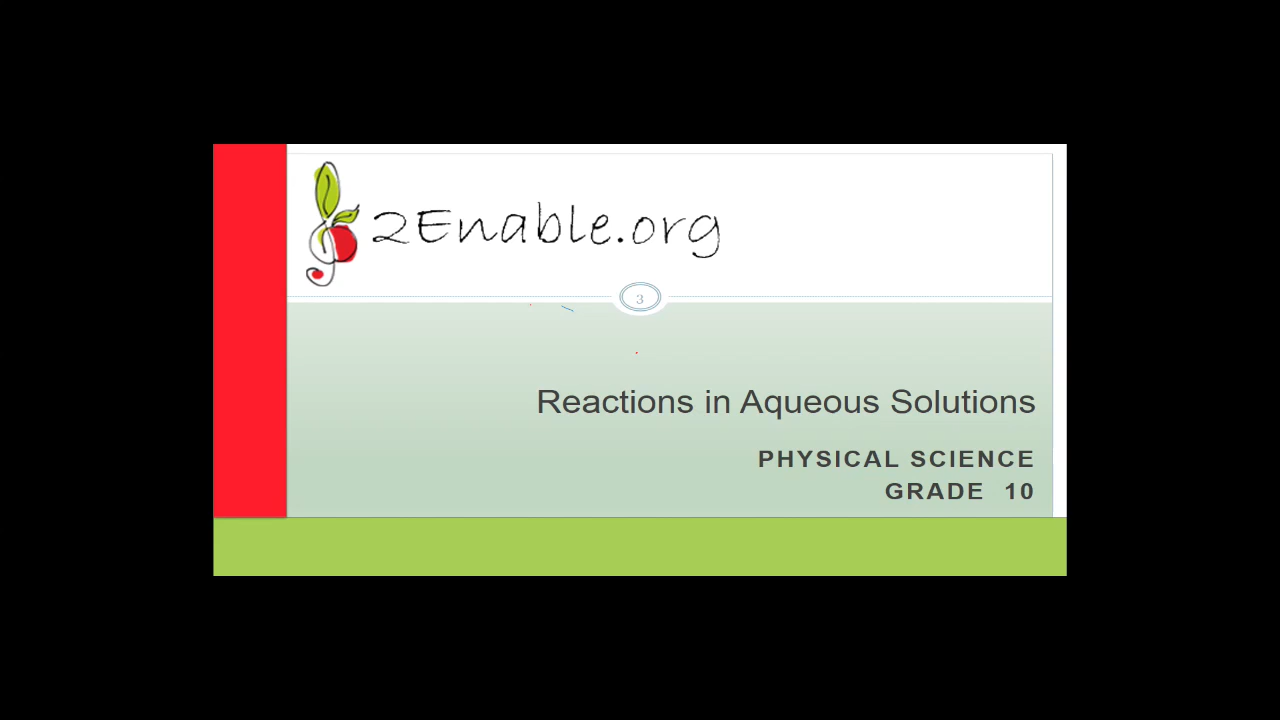 2Enable.org
3
Reactions in Aqueous Solutions
PHYSICAL SCIENCE
GRADE 10